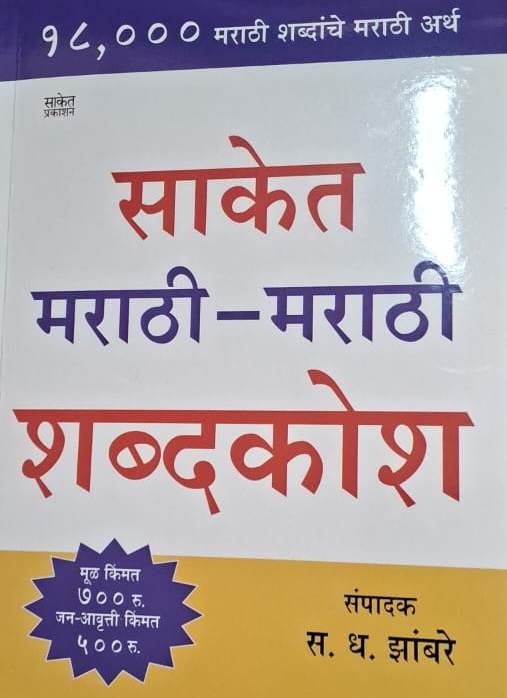 १८,००० मराठी शब्दांचे मराठी अर्थ
साकेत
प्रकाशन
साकेत
मराठी–मराठी
शब्दकोश
मूळ किंमत
७०० रु.
जन-आवृत्ती किंमत
५०० रु.
संपादक
स. ध. झांबरे